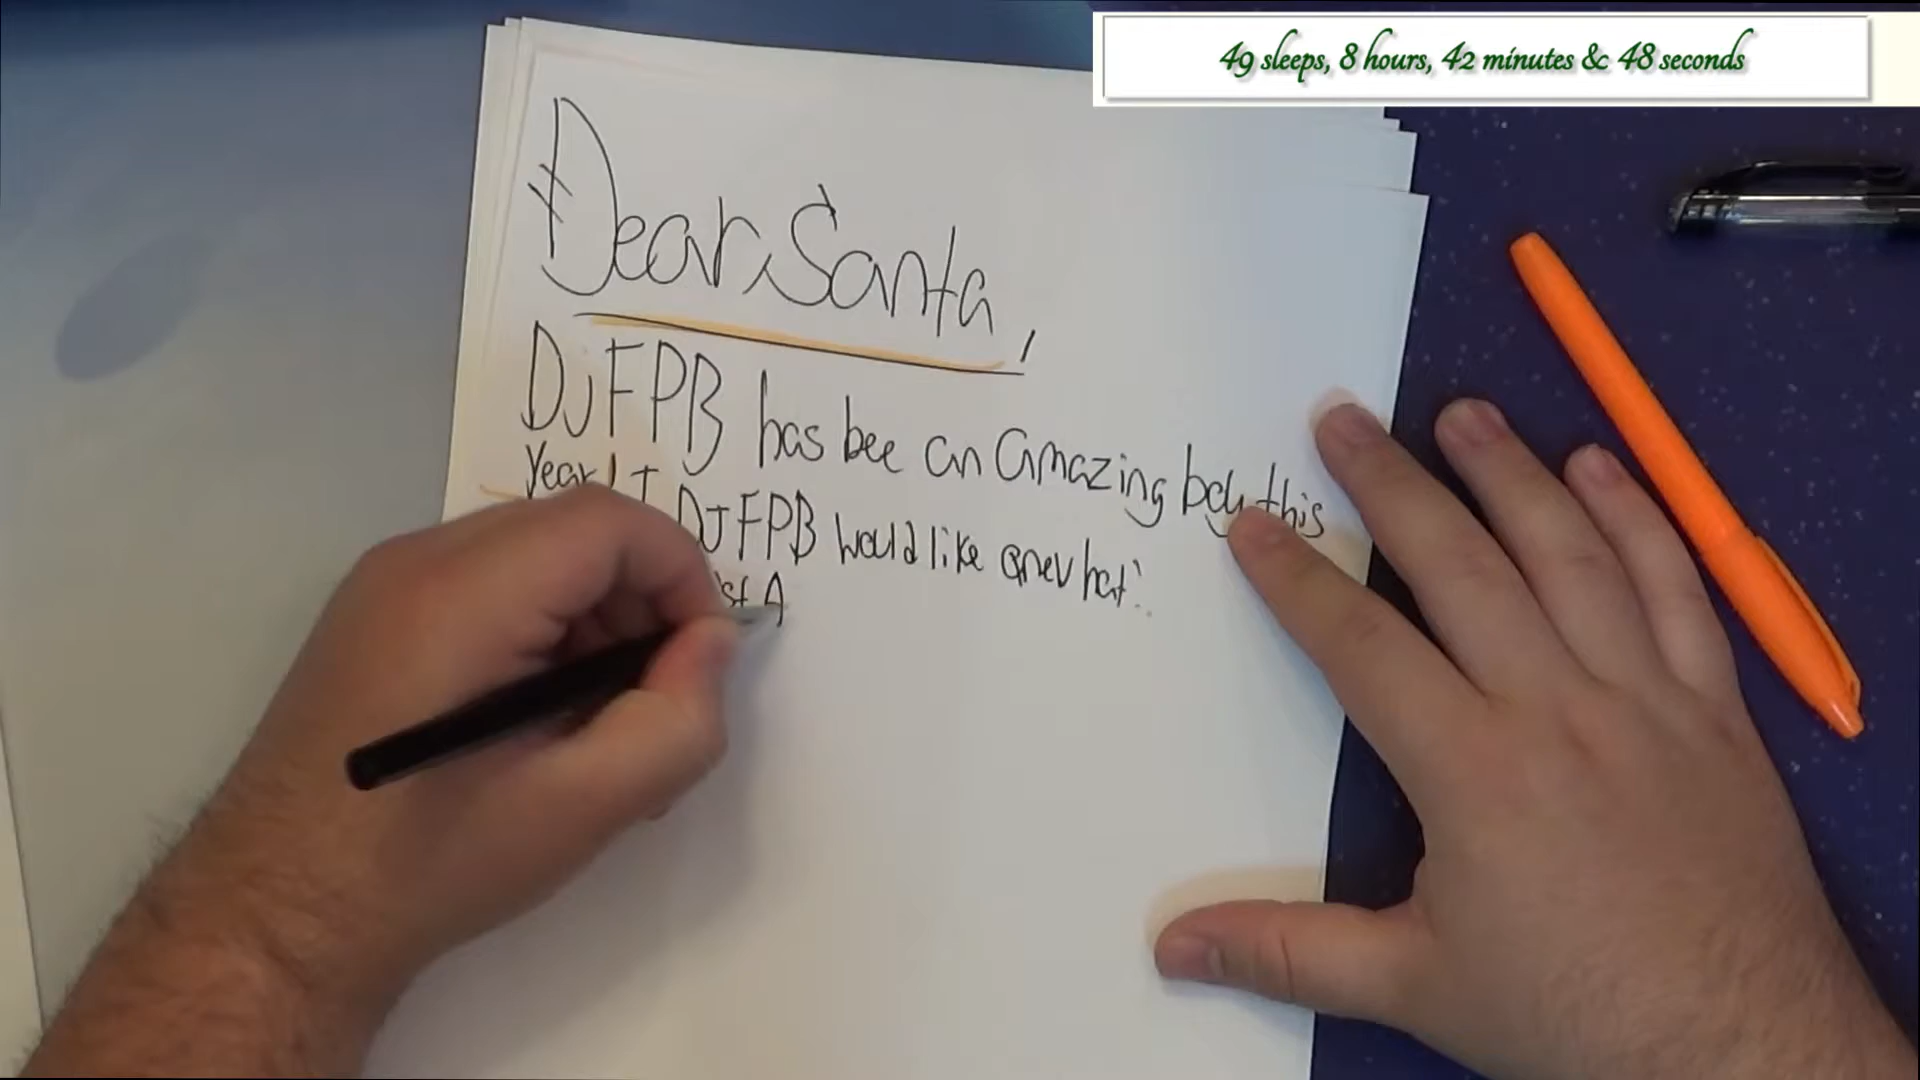 49 sleeps, 8 hours, 42 minutes & 48 seconds
Dear Santa,
DJFPB has bee an amazing boy this
Year! I DJFPB would like a new hat!
st A